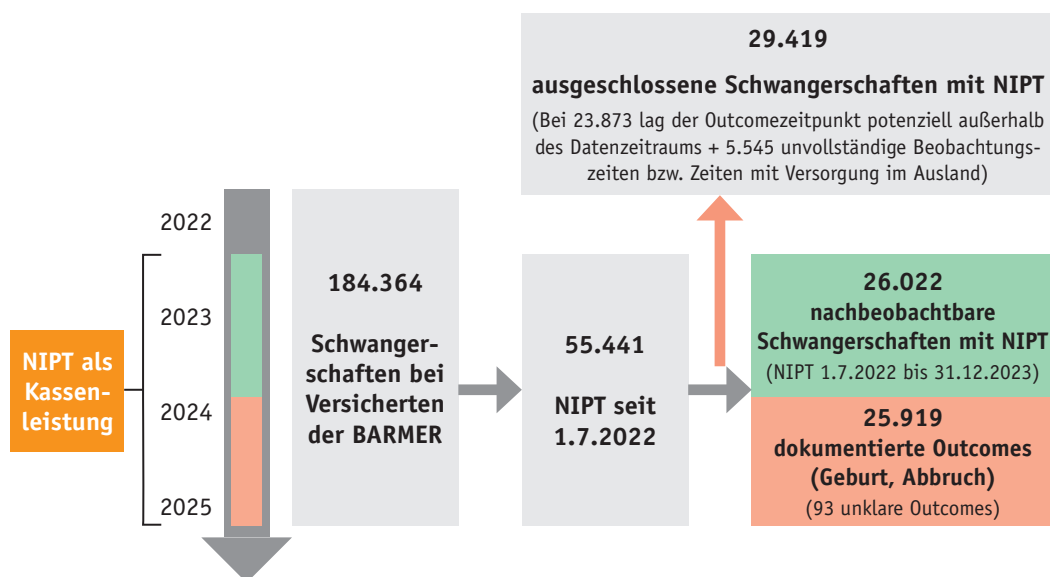 29.419
ausgeschlossene Schwangerschaften mit NIPT
(Bei 23.873 lag der Outcomezeitpunkt potenziell außerhalb
des Datenzeitraums + 5.545 unvollständige Beobachtungs-
zeiten bzw. Zeiten mit Versorgung im Ausland)
2022
2023
2024
2025
NIPT als
Kassen-
leistung
184.364
Schwanger-
schaften bei
Versicherten
der BARMER
55.441
NIPT seit
1.7.2022
26.022
nachbeobachtbare
Schwangerschaften mit NIPT
(NIPT 1.7.2022 bis 31.12.2023)
25.919
dokumentierte Outcomes
(Geburt, Abbruch)
(93 unklare Outcomes)